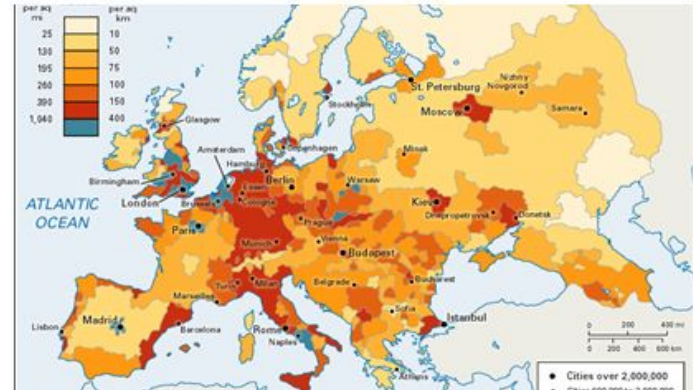 per sq
mi
per sq
km
25
10
130
50
195
75
260
100
390
150
1,040
400
Nizhny
Novgorod
St. Petersburg
Stockholm
Moscow
Samara
Glasgow
Amsterdam
Copenhagen
Hamburg
Minsk
Birmingham
Berlin
Warsaw
Essen
London
Brussels
Cologne
Kiev
ATLANTIC
OCEAN
Dnepropetrovsk
Donetsk
Paris
Prague
Munich
Vienna
Budapest
Turin
Milan
Belgrade
Bucharest
Marseilles
Sofia
Madrid
Lisbon
Barcelona
Rome
Istanbul
Naples
Athens
0 200 400 mi
0 200 400 600 km
Cities over 2,000,000